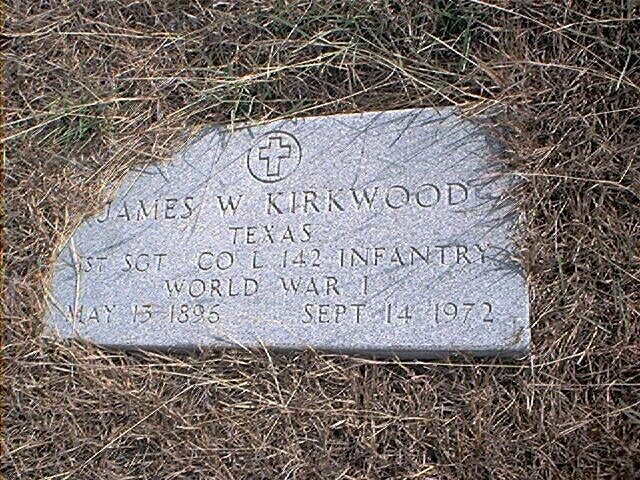 JAMES W KIRKWOOD
TEXAS
1ST SGT CO L 142 INFANTRY
WORLD WAR I
MAY 15 1896 SEPT 14 1972